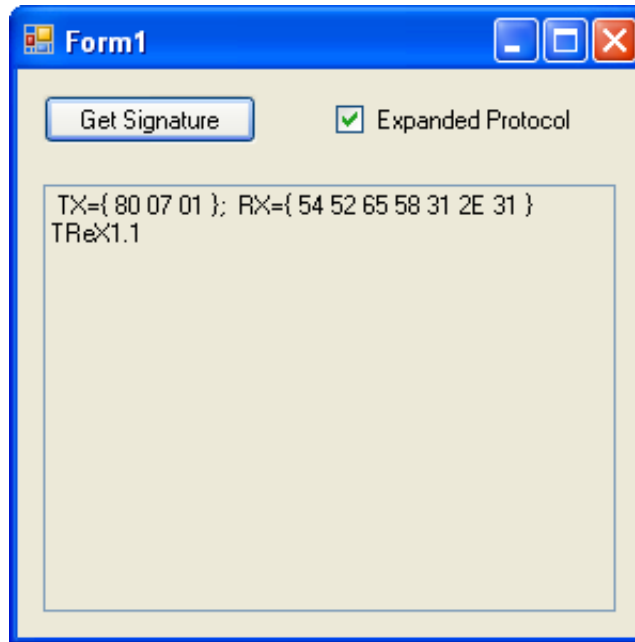 Form1
Get Signature
Expanded Protocol
TX={ 80 07 01 };  RX={ 54 52 65 58 31 2E 31 }
TReX1.1